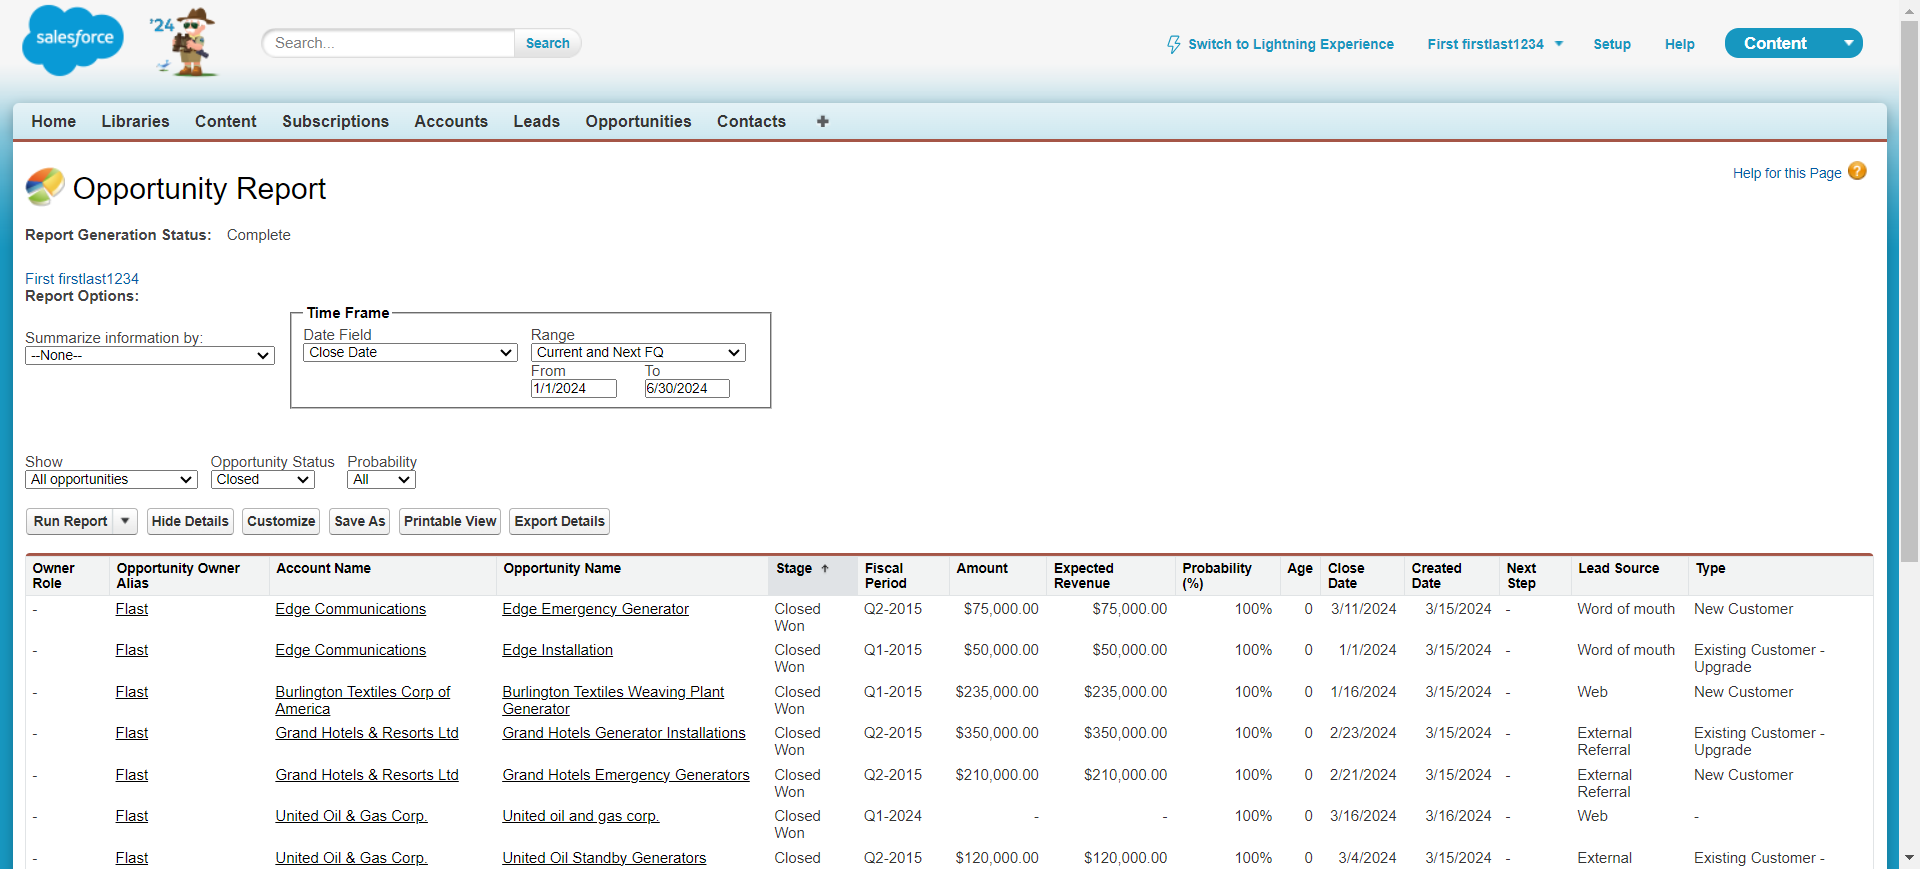 salesforce
'24
Search...
Search
Switch to Lightning Experience
First firstlast1234
Setup
Help
Content
Home
Libraries
Content
Subscriptions
Accounts
Leads
Opportunities
Contacts
+
Opportunity Report
Help for this Page
?
Report Generation Status: Complete
First firstlast1234
Report Options:
Summarize information by:
--None--
Time Frame
Date Field
Range
Close Date
Current and Next FQ
From
To
1/1/2024
6/30/2024
Show
Opportunity Status
Probability
All opportunities
Closed
All
Run Report
Hide Details
Customize
Save As
Printable View
Export Details
Owner Role
Opportunity Owner Alias
Account Name
Opportunity Name
Stage
Fiscal Period
Amount
Expected Revenue
Probability (%)
Age
Close Date
Created Date
Next Step
Lead Source
Type
- Flast Edge Communications Edge Emergency Generator Closed Won Q2-2015 $75,000.00 $75,000.00 100% 0 3/11/2024 3/15/2024 - Word of mouth New Customer
- Flast Edge Communications Edge Installation Closed Won Q1-2015 $50,000.00 $50,000.00 100% 0 1/1/2024 3/15/2024 - Word of mouth Existing Customer - Upgrade
- Flast Burlington Textiles Corp of America Burlington Textiles Weaving Plant Generator Closed Won Q1-2015 $235,000.00 $235,000.00 100% 0 1/16/2024 3/15/2024 - Web New Customer
- Flast Grand Hotels & Resorts Ltd Grand Hotels Generator Installations Closed Won Q2-2015 $350,000.00 $350,000.00 100% 0 2/23/2024 3/15/2024 - External Referral Existing Customer - Upgrade
- Flast Grand Hotels & Resorts Ltd Grand Hotels Emergency Generators Closed Won Q2-2015 $210,000.00 $210,000.00 100% 0 2/21/2024 3/15/2024 - External Referral New Customer
- Flast United Oil & Gas Corp. United oil and gas corp. Closed Won Q1-2024 - - 100% 0 3/16/2024 3/16/2024 - Web -
- Flast United Oil & Gas Corp. United Oil Standby Generators Closed Q2-2015 $120,000.00 $120,000.00 100% 0 3/4/2024 3/15/2024 - External Existing Customer -